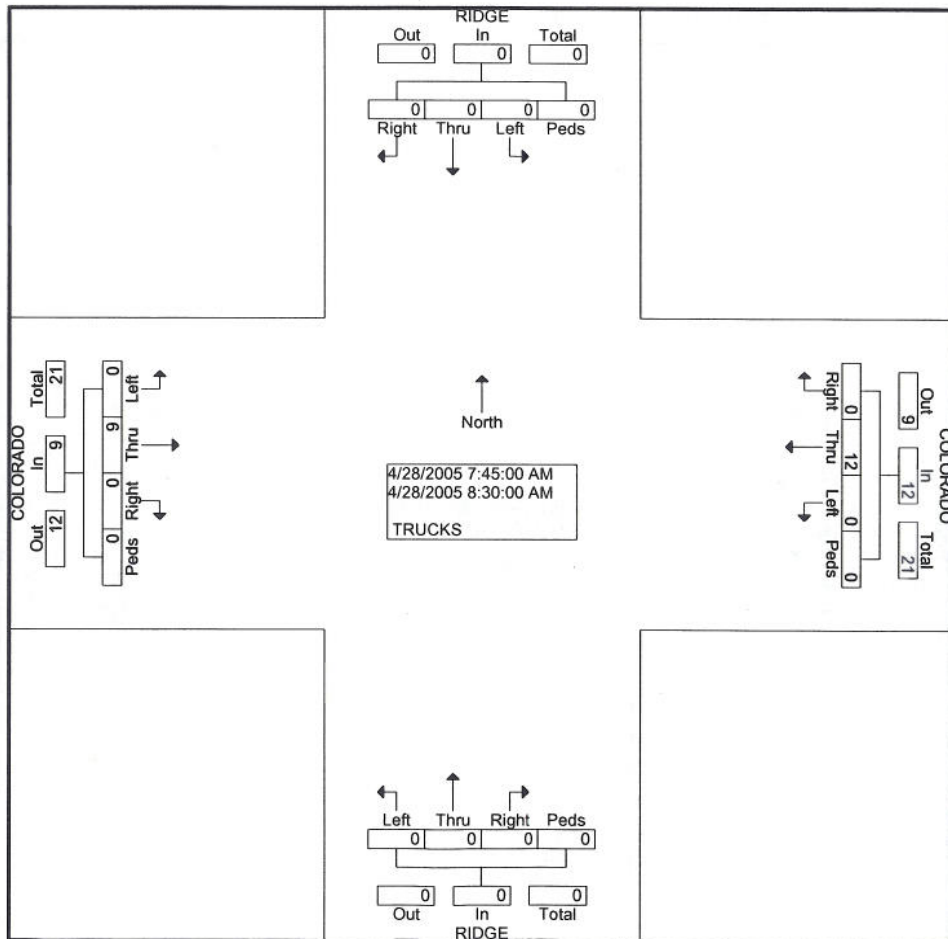 RIDGE
Out In Total
0 0 0
0 0 0 0
Right Thru Left Peds
COLORADO
Total In Out
21 9 12
0 9 0 0
Left Thru Right Peds
North
4/28/2005 7:45:00 AM
4/28/2005 8:30:00 AM
TRUCKS
Right Thru Left Peds
0 12 0 0
9 12 21
Out In Total
COLORADO
Left Thru Right Peds
0 0 0 0
0 0 0
Out In Total
RIDGE